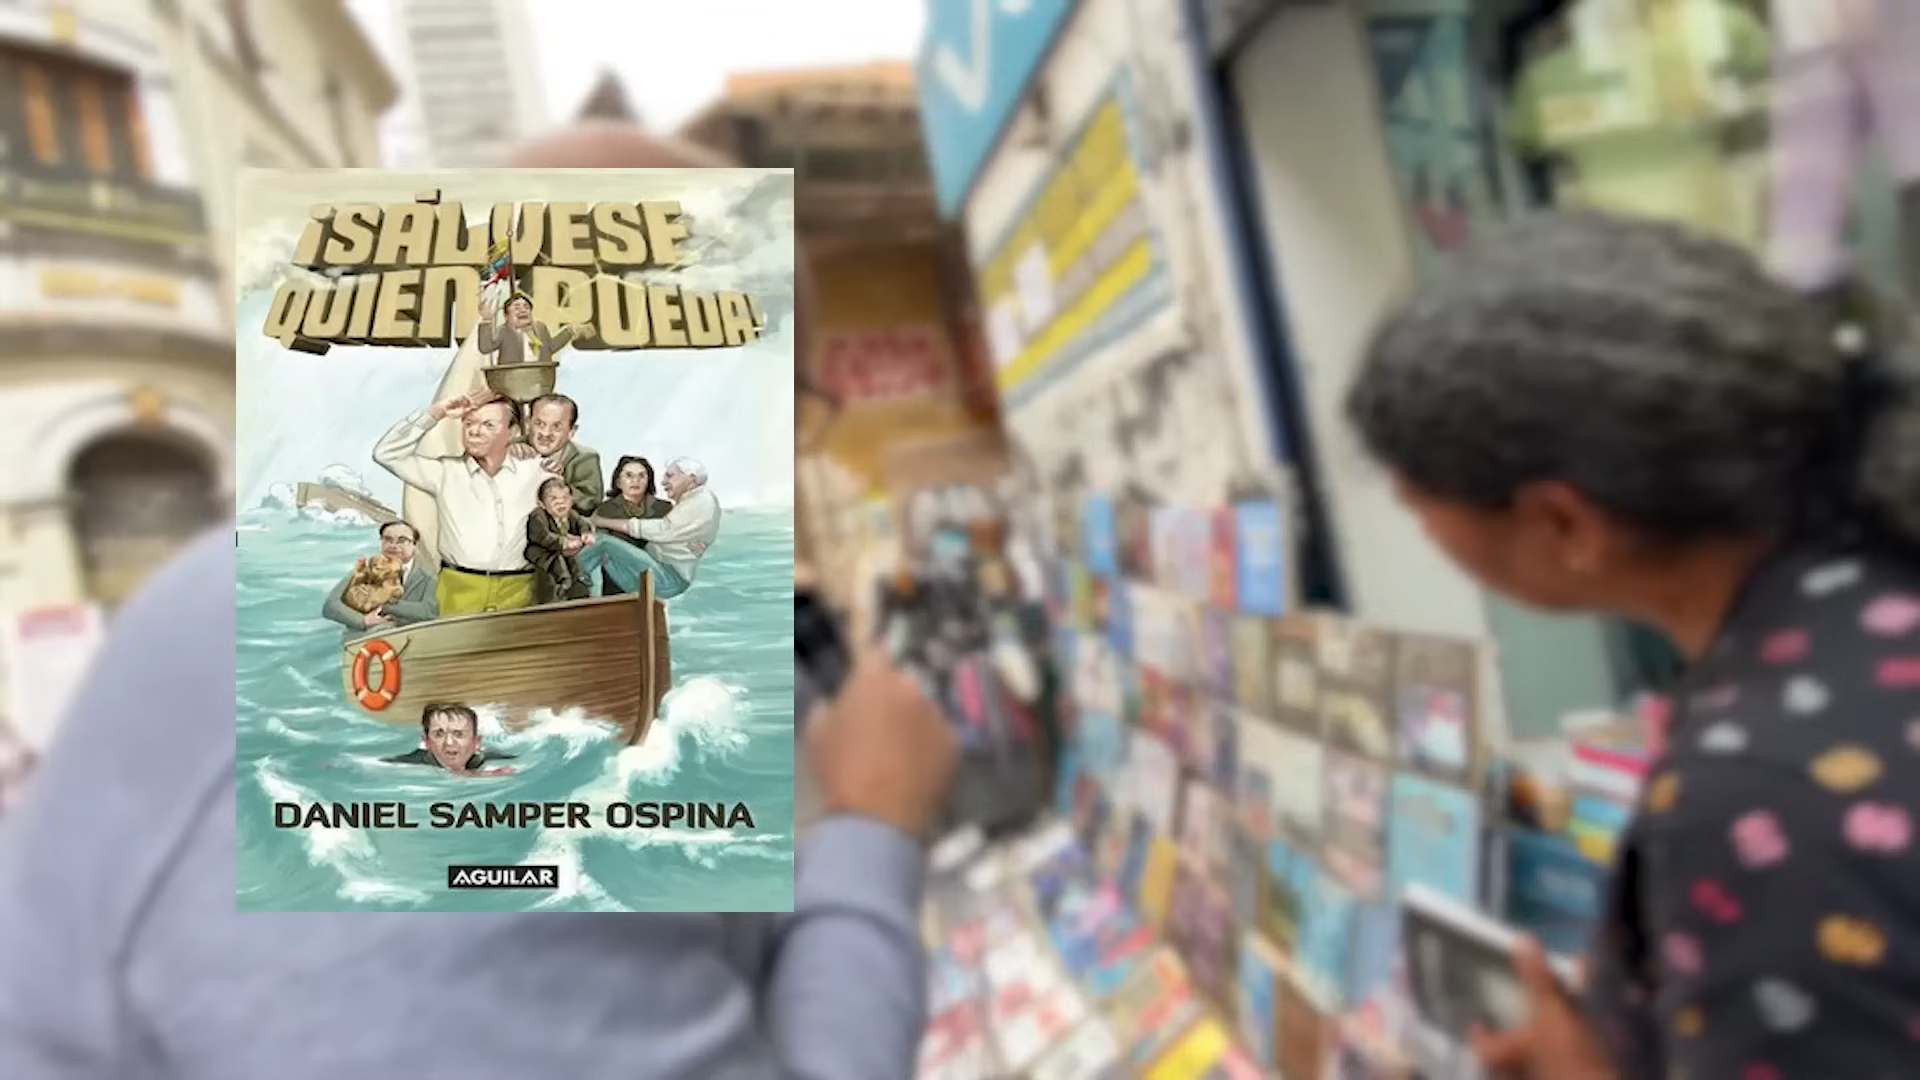 ¡SÁLVESE
QUIEN PUEDA!
DANIEL SAMPER OSPINA
AGUILAR